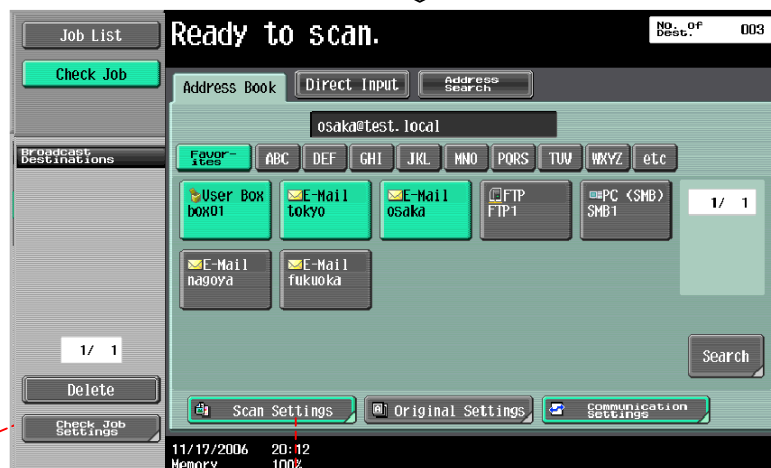 Job List
Check Job
Broadcast
Destinations
1/ 1
Delete
Check Job
Settings
Ready to scan.
No. of
Dest.
003
Address Book
Direct Input
Address
Search
osaka@test.local
Favor-
ites
ABC
DEF
GHI
JKL
MNO
PQRS
TUV
WXYZ
etc
User Box
box01
E-Mail
tokyo
E-Mail
osaka
FTP
FTP1
PC (SMB)
SMB1
1/ 1
E-Mail
nagoya
E-Mail
fukuoka
Search
Scan Settings
Original Settings
Communication
Settings
11/17/2006 20:12
Memory 100%